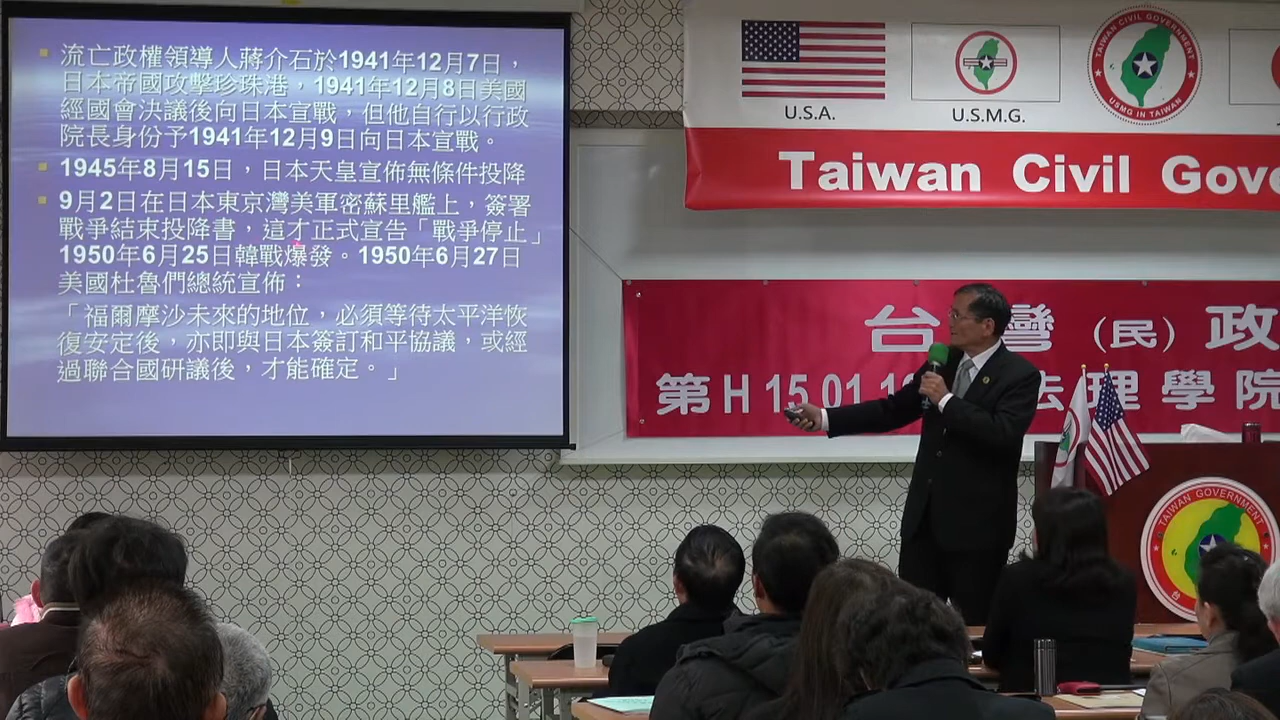 流亡政權領導人蔣介石於1941年12月7日，
日本帝國攻擊珍珠港，1941年12月8日美國
經國會決議後向日本宣戰，但他自行以行政
院長身份予1941年12月9日向日本宣戰。
1945年8月15日，日本天皇宣佈無條件投降
9月2日在日本東京灣美軍密蘇里艦上，簽署
戰爭結束投降書，這才正式宣告「戰爭停止」
1950年6月25日韓戰爆發。1950年6月27日
美國杜魯們總統宣佈：
「福爾摩沙未來的地位，必須等待太平洋恢
復安定後，亦即與日本簽訂和平協議，或經
過聯合國研議後，才能確定。」
U.S.A.
U.S.M.G.
TAIWAN CIVIL GOVERNMENT
USMG IN TAIWAN
Taiwan Civil Gove
台灣（民）政
第H 15.01.1
法理學院
TAIWAN GOVERNMENT
台